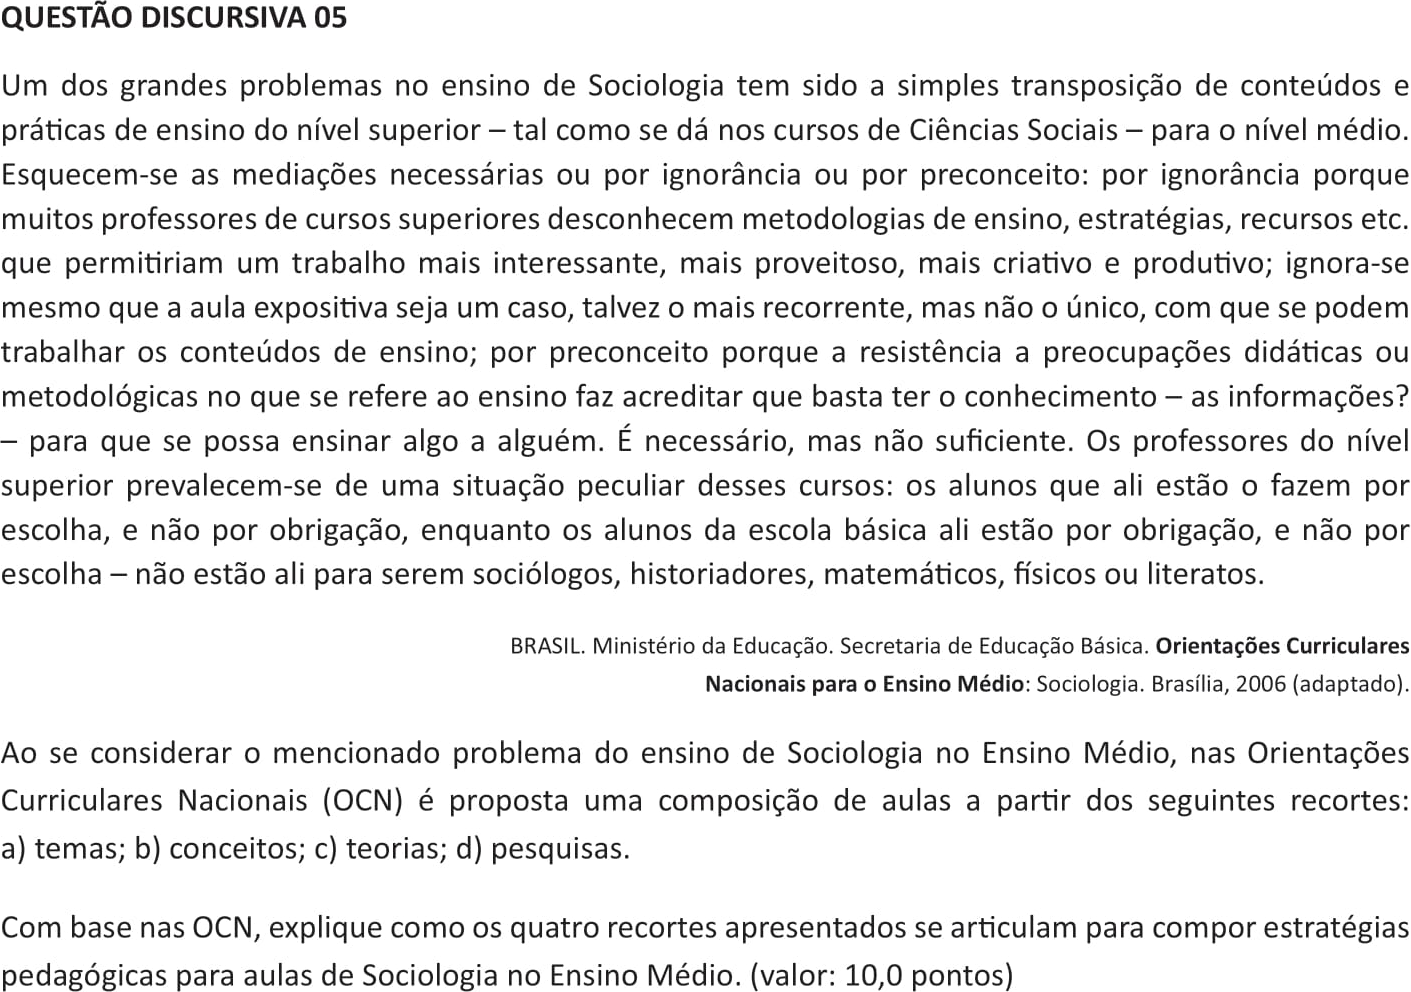 QUESTÃO DISCURSIVA 05
Um dos grandes problemas no ensino de Sociologia tem sido a simples transposição de conteúdos e
práticas de ensino do nível superior – tal como se dá nos cursos de Ciências Sociais – para o nível médio.
Esquecem-se as mediações necessárias ou por ignorância ou por preconceito: por ignorância porque
muitos professores de cursos superiores desconhecem metodologias de ensino, estratégias, recursos etc.
que permitiriam um trabalho mais interessante, mais proveitoso, mais criativo e produtivo; ignora-se
mesmo que a aula expositiva seja um caso, talvez o mais recorrente, mas não o único, com que se podem
trabalhar os conteúdos de ensino; por preconceito porque a resistência a preocupações didáticas ou
metodológicas no que se refere ao ensino faz acreditar que basta ter o conhecimento – as informações?
– para que se possa ensinar algo a alguém. É necessário, mas não suficiente. Os professores do nível
superior prevalecem-se de uma situação peculiar desses cursos: os alunos que ali estão o fazem por
escolha, e não por obrigação, enquanto os alunos da escola básica ali estão por obrigação, e não por
escolha – não estão ali para serem sociólogos, historiadores, matemáticos, físicos ou literatos.
BRASIL. Ministério da Educação. Secretaria de Educação Básica. Orientações Curriculares
Nacionais para o Ensino Médio: Sociologia. Brasília, 2006 (adaptado).
Ao se considerar o mencionado problema do ensino de Sociologia no Ensino Médio, nas Orientações
Curriculares Nacionais (OCN) é proposta uma composição de aulas a partir dos seguintes recortes:
a) temas; b) conceitos; c) teorias; d) pesquisas.
Com base nas OCN, explique como os quatro recortes apresentados se articulam para compor estratégias
pedagógicas para aulas de Sociologia no Ensino Médio. (valor: 10,0 pontos)